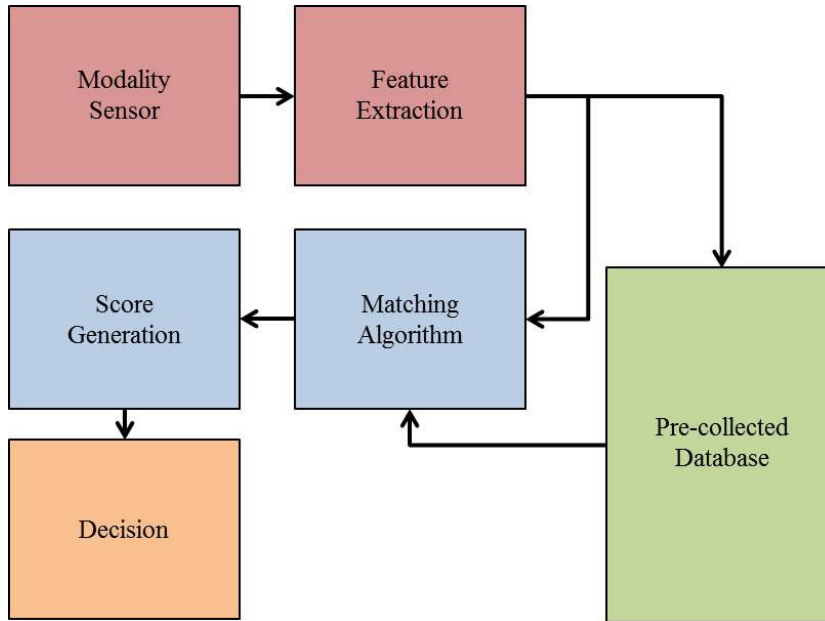 Modality
Sensor
Feature
Extraction
Score
Generation
Matching
Algorithm
Pre-collected
Database
Decision